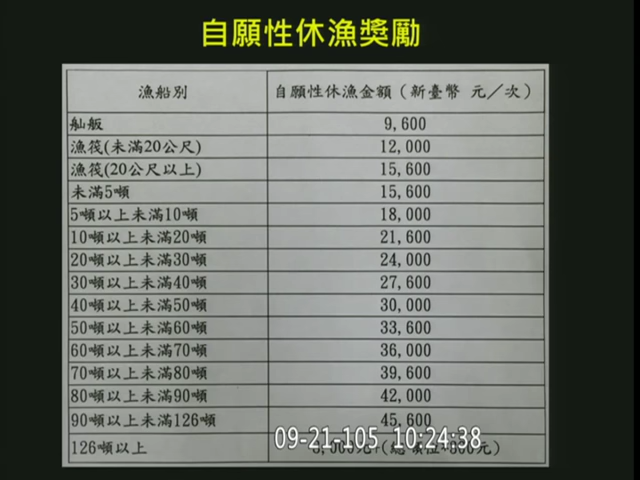 自願性休漁獎勵
漁船別 自願性休漁金額(新臺幣 元/次)
舢舨 9,600
漁筏(未滿20公尺) 12,000
漁筏(20公尺以上) 15,600
未滿5噸 15,600
5噸以上未滿10噸 18,000
10噸以上未滿20噸 21,600
20噸以上未滿30噸 24,000
30噸以上未滿40噸 27,600
40噸以上未滿50噸 30,000
50噸以上未滿60噸 33,600
60噸以上未滿70噸 36,000
70噸以上未滿80噸 39,600
80噸以上未滿90噸 42,000
90噸以上未滿126噸 45,600
126噸以上
09-21-105 10:24:38